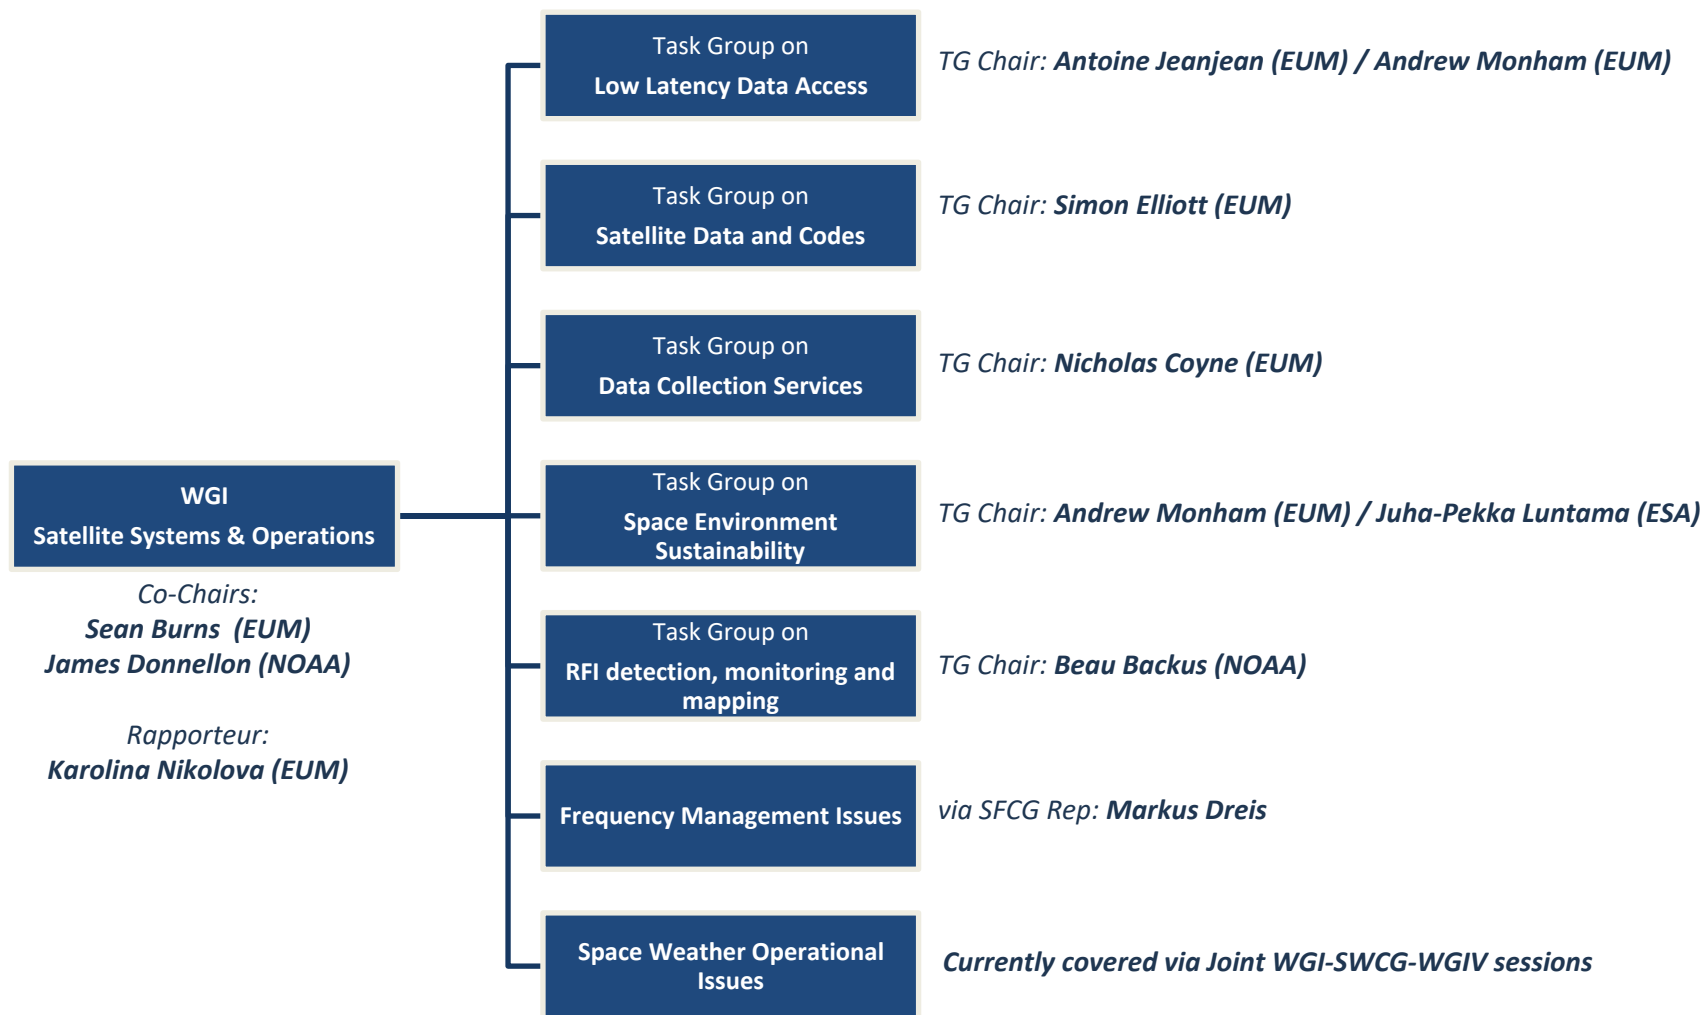 Task Group on
Low Latency Data Access
TG Chair: Antoine Jeanjean (EUM) / Andrew Monham (EUM)
Task Group on
Satellite Data and Codes
TG Chair: Simon Elliott (EUM)
Task Group on
Data Collection Services
TG Chair: Nicholas Coyne (EUM)
WGI
Satellite Systems & Operations
Co-Chairs:
Sean Burns (EUM)
James Donnellon (NOAA)
Rapporteur:
Karolina Nikolova (EUM)
Task Group on
Space Environment
Sustainability
TG Chair: Andrew Monham (EUM) / Juha-Pekka Luntama (ESA)
Task Group on
RFI detection, monitoring and
mapping
TG Chair: Beau Backus (NOAA)
Frequency Management Issues
via SFCG Rep: Markus Dreis
Space Weather Operational
Issues
Currently covered via Joint WGI-SWCG-WGIV sessions